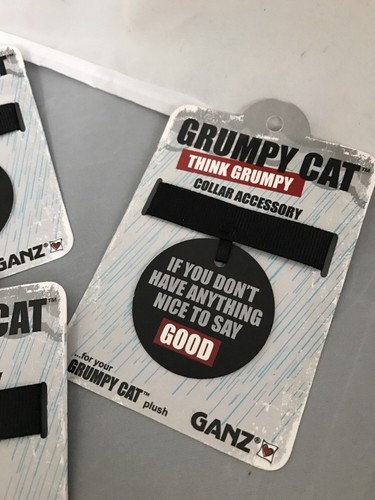 GRUMPY CAT™
THINK GRUMPY
COLLAR ACCESSORY
IF YOU DON'T
HAVE ANYTHING
NICE TO SAY
GOOD
....for your
GRUMPY CAT™
plush
GANZ®
GANZ®
CAT™